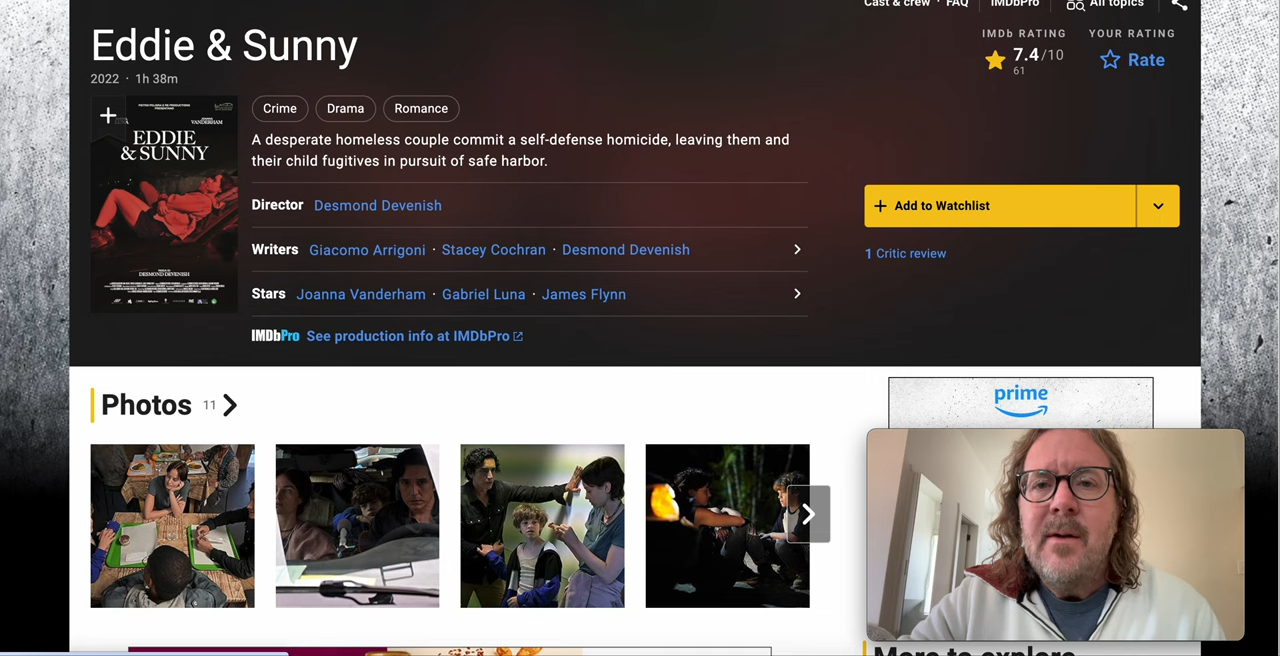 Cast & crew · FAQ IMDbPro All topics
Eddie & Sunny
2022 · 1h 38m
IMDb RATING
7.4/10
61
YOUR RATING
Rate
JOANNA
VANDERHAM
EDDIE
& SUNNY
DESMOND DEVENISH
Crime Drama Romance
A desperate homeless couple commit a self-defense homicide, leaving them and
their child fugitives in pursuit of safe harbor.
Director Desmond Devenish
Writers Giacomo Arrigoni · Stacey Cochran · Desmond Devenish
Stars Joanna Vanderham · Gabriel Luna · James Flynn
IMDbPro See production info at IMDbPro
+ Add to Watchlist
1 Critic review
Photos 11
prime
More to explore